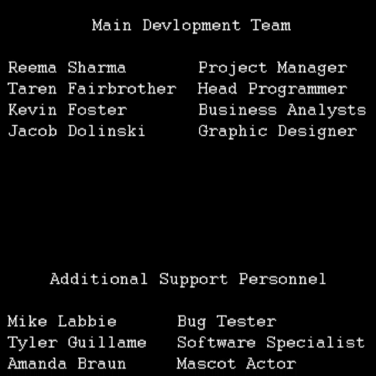 Main Devlopment Team
Reema Sharma Project Manager
Taren Fairbrother Head Programmer
Kevin Foster Business Analysts
Jacob Dolinski Graphic Designer
Additional Support Personnel
Mike Labbie Bug Tester
Tyler Guillame Software Specialist
Amanda Braun Mascot Actor